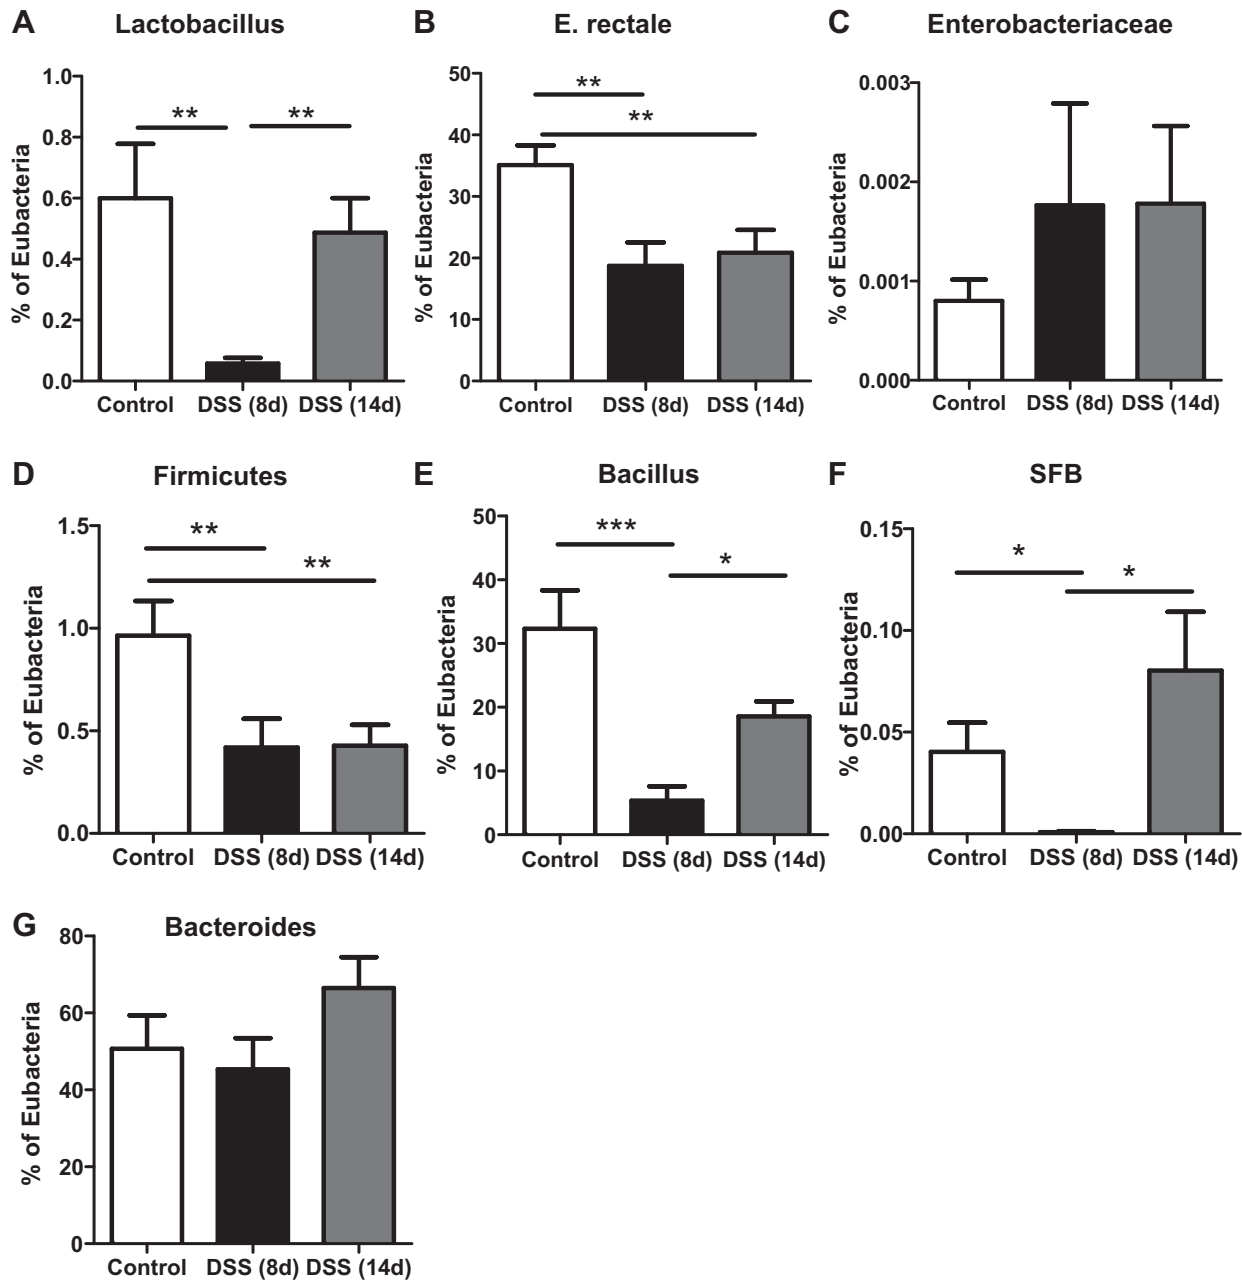 A Lactobacillus
% of Eubacteria
1.0
0.8
0.6
0.4
0.2
0.0
** **
Control DSS (8d) DSS (14d)
B E. rectale
% of Eubacteria
50
40
30
20
10
0
**
**
Control DSS (8d) DSS (14d)
C Enterobacteriaceae
% of Eubacteria
0.003
0.002
0.001
0.000
Control DSS (8d) DSS (14d)
D Firmicutes
% of Eubacteria
1.5
1.0
0.5
0.0
**
**
Control DSS (8d) DSS (14d)
E Bacillus
% of Eubacteria
50
40
30
20
10
0
***
*
Control DSS (8d) DSS (14d)
F SFB
% of Eubacteria
0.15
0.10
0.05
0.00
*
*
Control DSS (8d) DSS (14d)
G Bacteroides
% of Eubacteria
80
60
40
20
0
Control DSS (8d) DSS (14d)